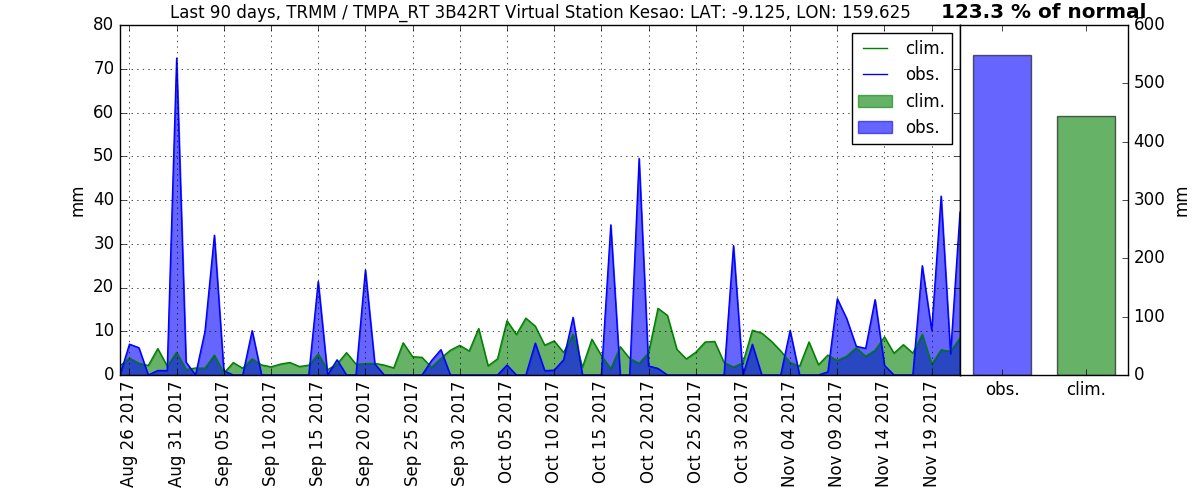 Last 90 days, TRMM / TMPA_RT 3B42RT Virtual Station Kesao: LAT: -9.125, LON: 159.625
123.3 % of normal
80
70
60
50
40
30
20
10
0
mm
clim.
obs.
clim.
obs.
600
500
400
300
200
100
0
mm
Aug 26 2017
Aug 31 2017
Sep 05 2017
Sep 10 2017
Sep 15 2017
Sep 20 2017
Sep 25 2017
Sep 30 2017
Oct 05 2017
Oct 10 2017
Oct 15 2017
Oct 20 2017
Oct 25 2017
Oct 30 2017
Nov 04 2017
Nov 09 2017
Nov 14 2017
Nov 19 2017
obs.
clim.